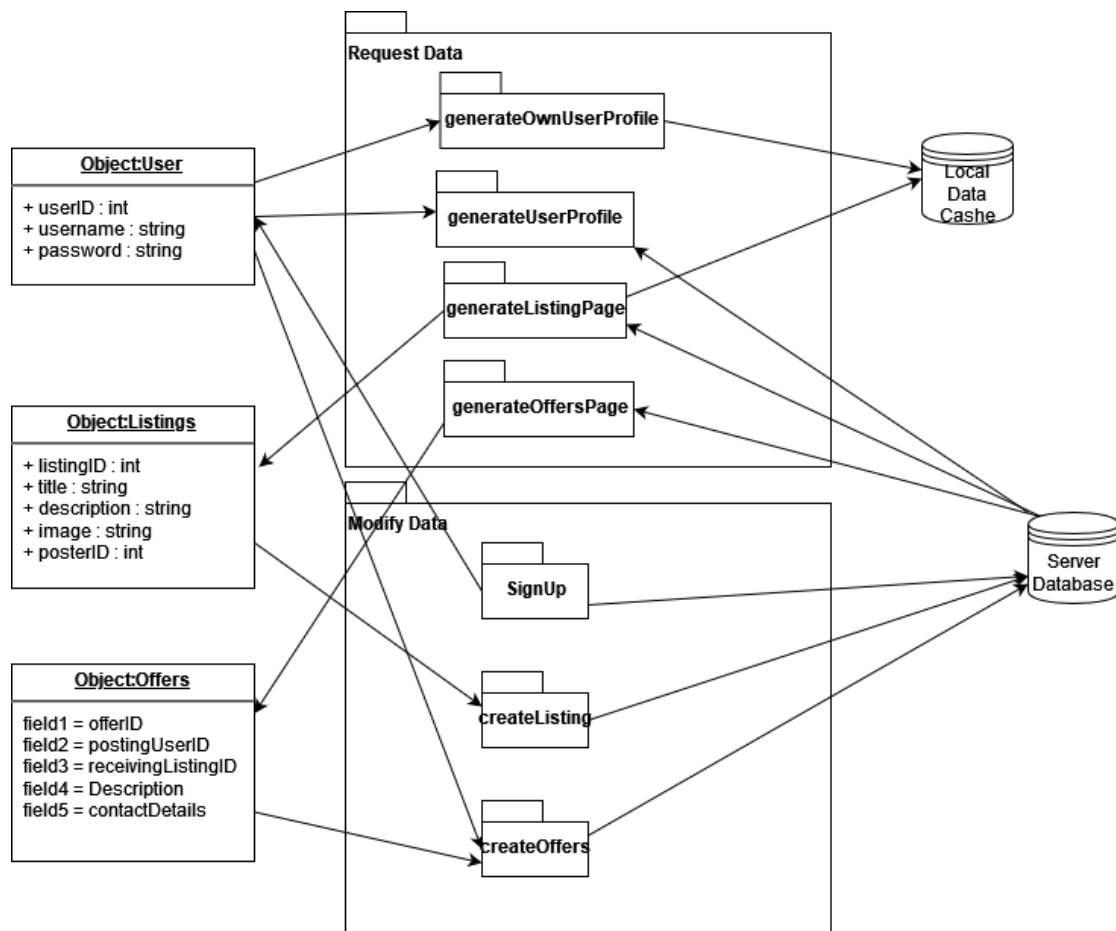 Request Data
generateOwnUserProfile
generateUserProfile
generateListingPage
generateOffersPage
Object:User
+ userID : int
+ username : string
+ password : string
Local
Data
Cashe
Object:Listings
+ listingID : int
+ title : string
+ description : string
+ image : string
+ posterID : int
Modify Data
SignUp
createListing
createOffers
Server
Database
Object:Offers
field1 = offerID
field2 = postingUserID
field3 = receivingListingID
field4 = Description
field5 = contactDetails